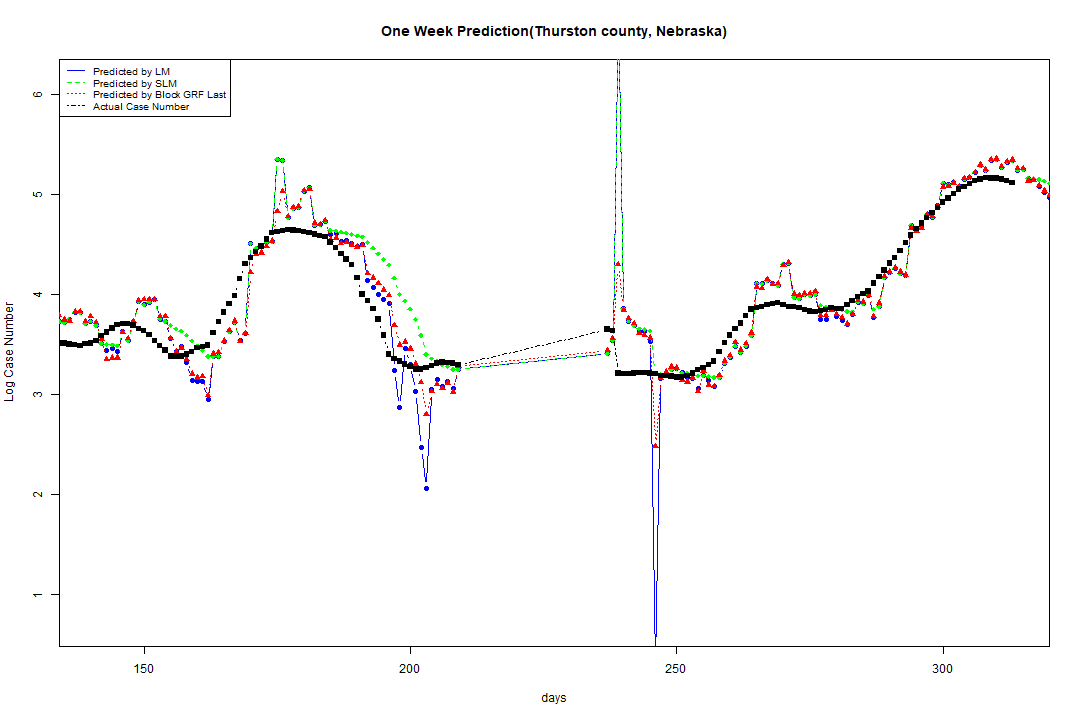 One Week Prediction(Thurston county, Nebraska)
Predicted by LM
Predicted by SLM
Predicted by Block GRF Last
Actual Case Number
Log Case Number
6
5
4
3
2
1
150 200 250 300
days